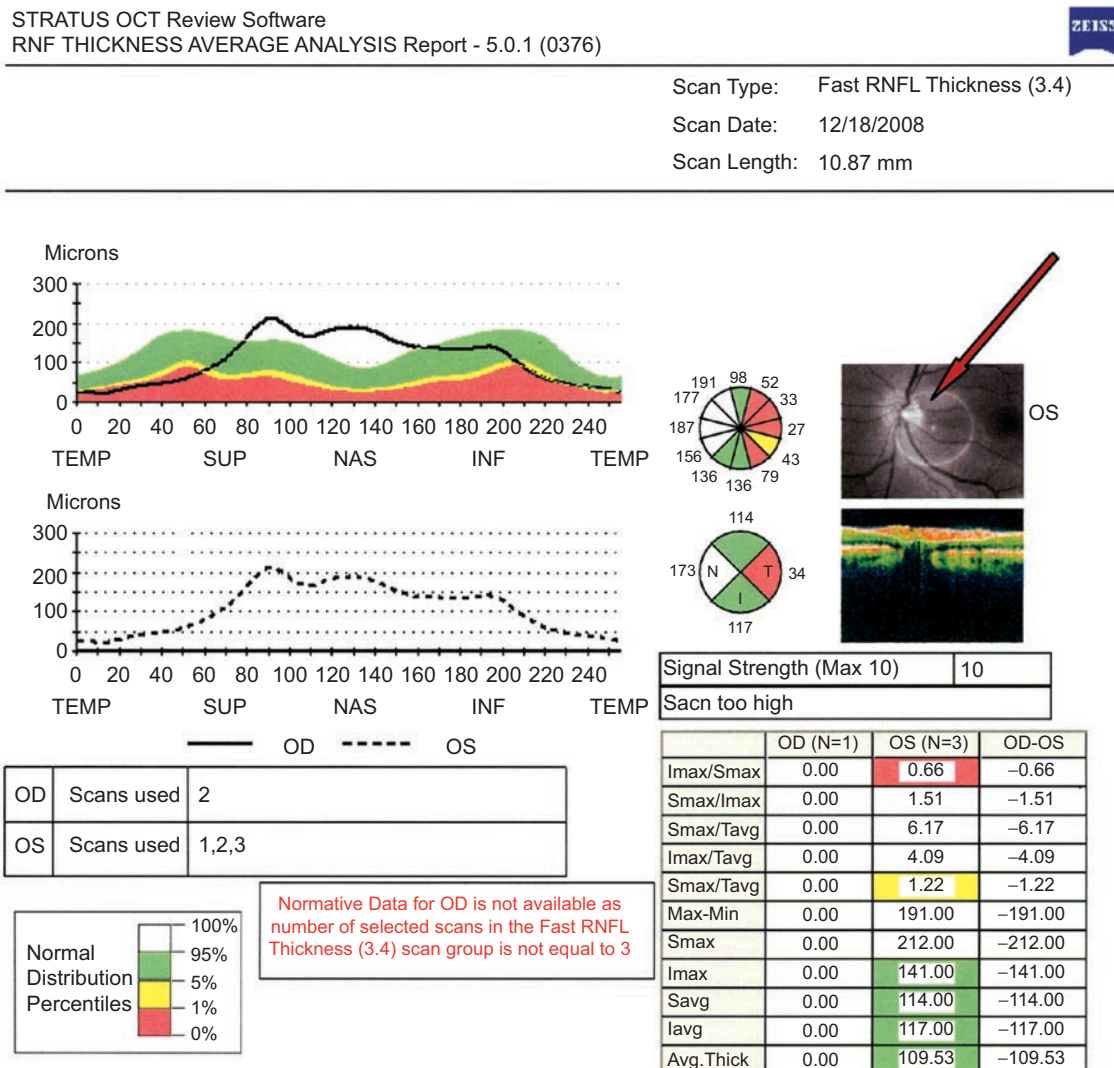 STRATUS OCT Review Software
RNF THICKNESS AVERAGE ANALYSIS Report - 5.0.1 (0376)
ZEISS
Scan Type: Fast RNFL Thickness (3.4)
Scan Date: 12/18/2008
Scan Length: 10.87 mm
Microns
300
200
100
0
0 20 40 60 80 100 120 140 160 180 200 220 240
TEMP SUP NAS INF TEMP
Microns
300
200
100
0
0 20 40 60 80 100 120 140 160 180 200 220 240
TEMP SUP NAS INF TEMP
OD OS
191 98 52
177 33
187 27
156 43
136 136 79
114
173 N T 34
I
117
OS
Signal Strength (Max 10) 10
Sacn too high
OD Scans used 2
OS Scans used 1,2,3
Normal Distribution Percentiles
100%
95%
5%
1%
0%
Normative Data for OD is not available as
number of selected scans in the Fast RNFL
Thickness (3.4) scan group is not equal to 3
OD (N=1) OS (N=3) OD-OS
Imax/Smax 0.00 0.66 −0.66
Smax/Imax 0.00 1.51 −1.51
Smax/Tavg 0.00 6.17 −6.17
Imax/Tavg 0.00 4.09 −4.09
Smax/Tavg 0.00 1.22 −1.22
Max-Min 0.00 191.00 −191.00
Smax 0.00 212.00 −212.00
Imax 0.00 141.00 −141.00
Savg 0.00 114.00 −114.00
Iavg 0.00 117.00 −117.00
Avg.Thick 0.00 109.53 −109.53